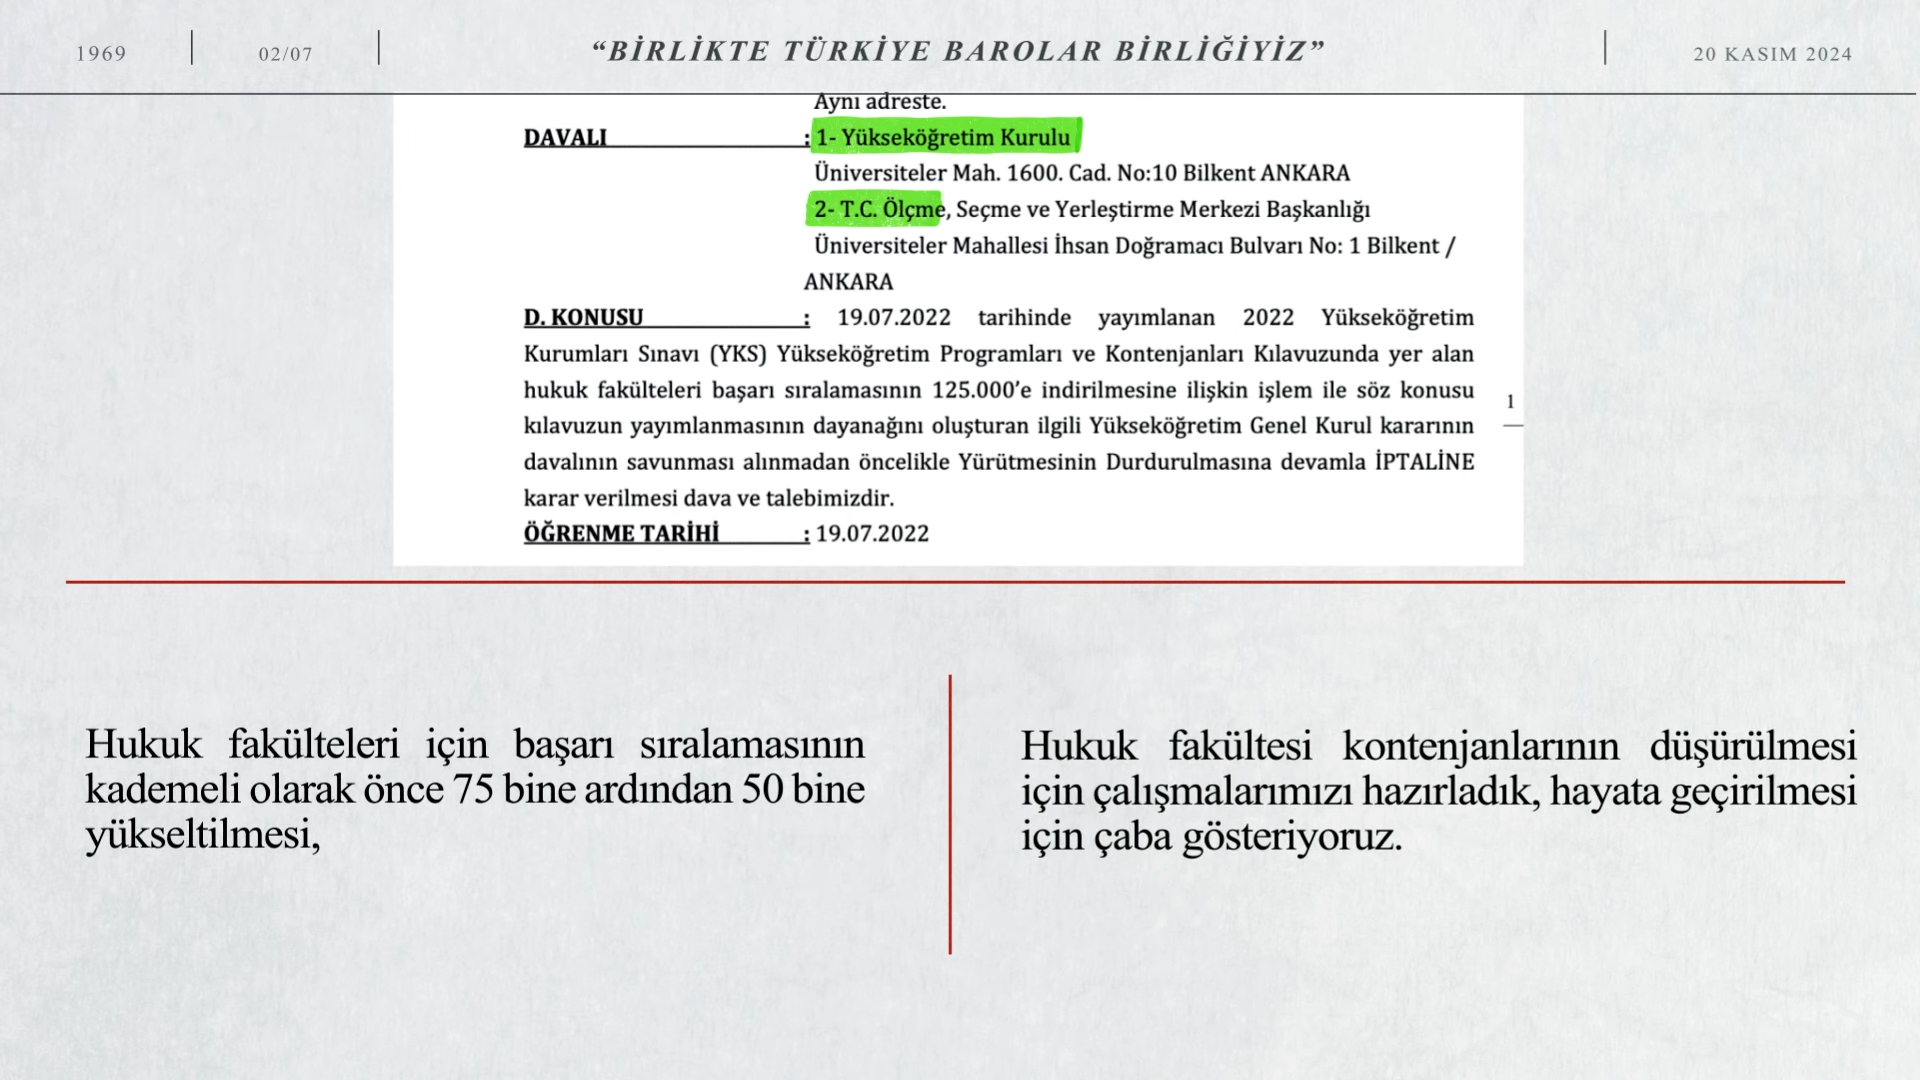 1969
02/07
“BİRLİKTE TÜRKİYE BAROLAR BİRLİĞİYİZ”
20 KASIM 2024
Aynı adreste.
DAVALI : 1- Yükseköğretim Kurulu
Üniversiteler Mah. 1600. Cad. No:10 Bilkent ANKARA
2- T.C. Ölçme, Seçme ve Yerleştirme Merkezi Başkanlığı
Üniversiteler Mahallesi İhsan Doğramacı Bulvarı No: 1 Bilkent /
ANKARA
D. KONUSU : 19.07.2022 tarihinde yayımlanan 2022 Yükseköğretim
Kurumları Sınavı (YKS) Yükseköğretim Programları ve Kontenjanları Kılavuzunda yer alan
hukuk fakülteleri başarı sıralamasının 125.000’e indirilmesine ilişkin işlem ile söz konusu
kılavuzun yayımlanmasının dayanağını oluşturan ilgili Yükseköğretim Genel Kurul kararının
davalının savunması alınmadan öncelikle Yürütmesinin Durdurulmasına devamla İPTALİNE
karar verilmesi dava ve talebimizdir.
ÖĞRENME TARİHİ : 19.07.2022
1
Hukuk fakülteleri için başarı sıralamasının
kademeli olarak önce 75 bine ardından 50 bine
yükseltilmesi,
Hukuk fakültesi kontenjanlarının düşürülmesi
için çalışmalarımızı hazırladık, hayata geçirilmesi
için çaba gösteriyoruz.